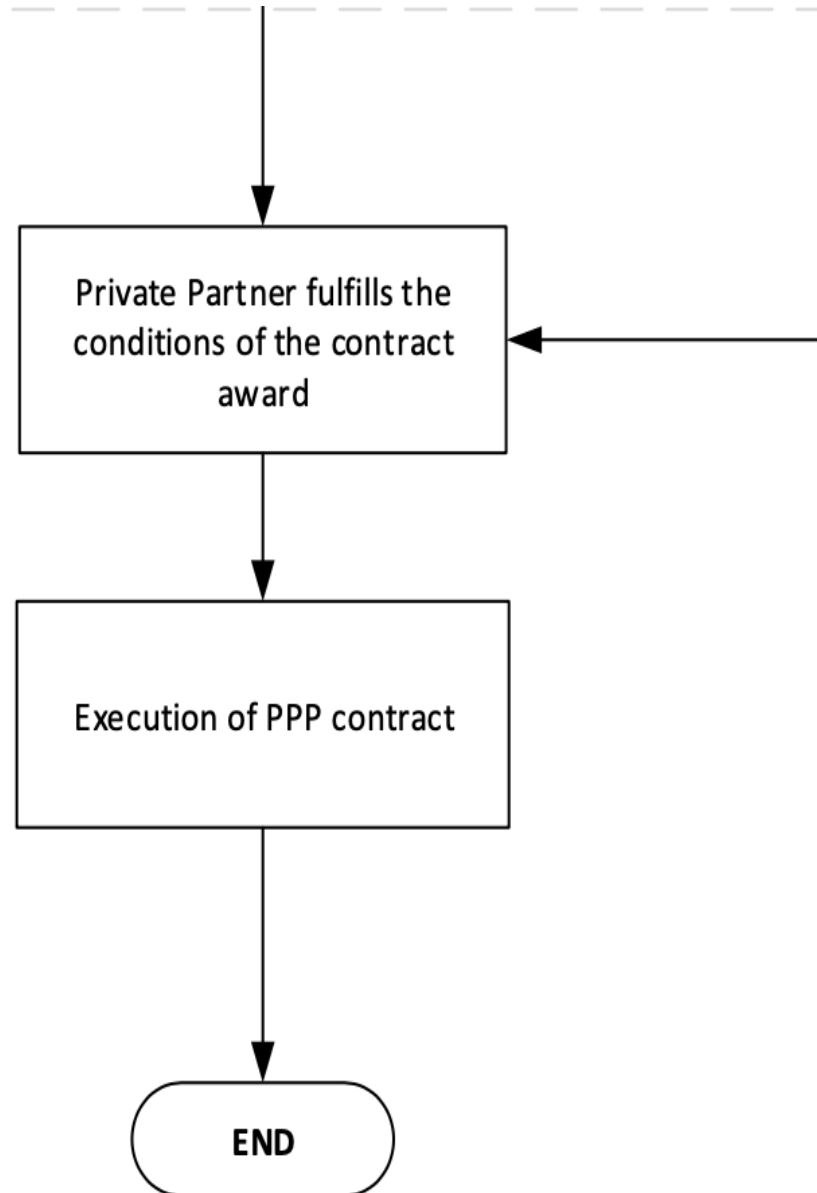 Private Partner fulfills the
conditions of the contract
award
Execution of PPP contract
END